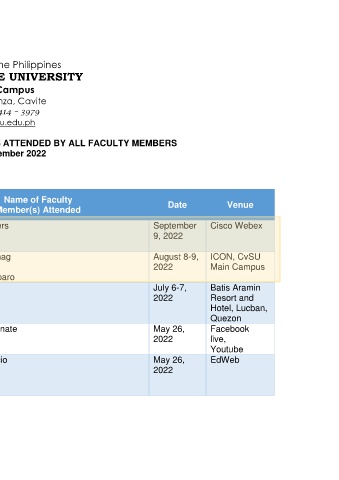 he Philippines
E UNIVERSITY
Campus
nza, Cavite
414 - 3979
u.edu.ph
ATTENDED BY ALL FACULTY MEMBERS
ember 2022
Name of Faculty
Member(s) Attended
Date
Venue
ers
September
9, 2022
Cisco Webex
nag
paro
August 8-9,
2022
ICON, CvSU
Main Campus
July 6-7,
2022
Batis Aramin
Resort and
Hotel, Lucban,
Quezon
nate
May 26,
2022
Facebook
live,
Youtube
io
May 26,
2022
EdWeb